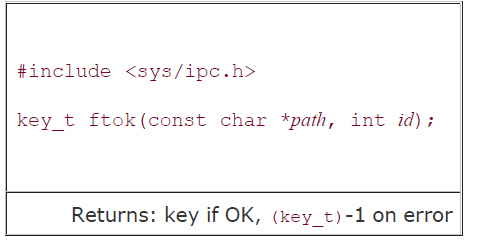 #include <sys/ipc.h>
key_t ftok(const char *path, int id);
Returns: key if OK, (key_t)-1 on error